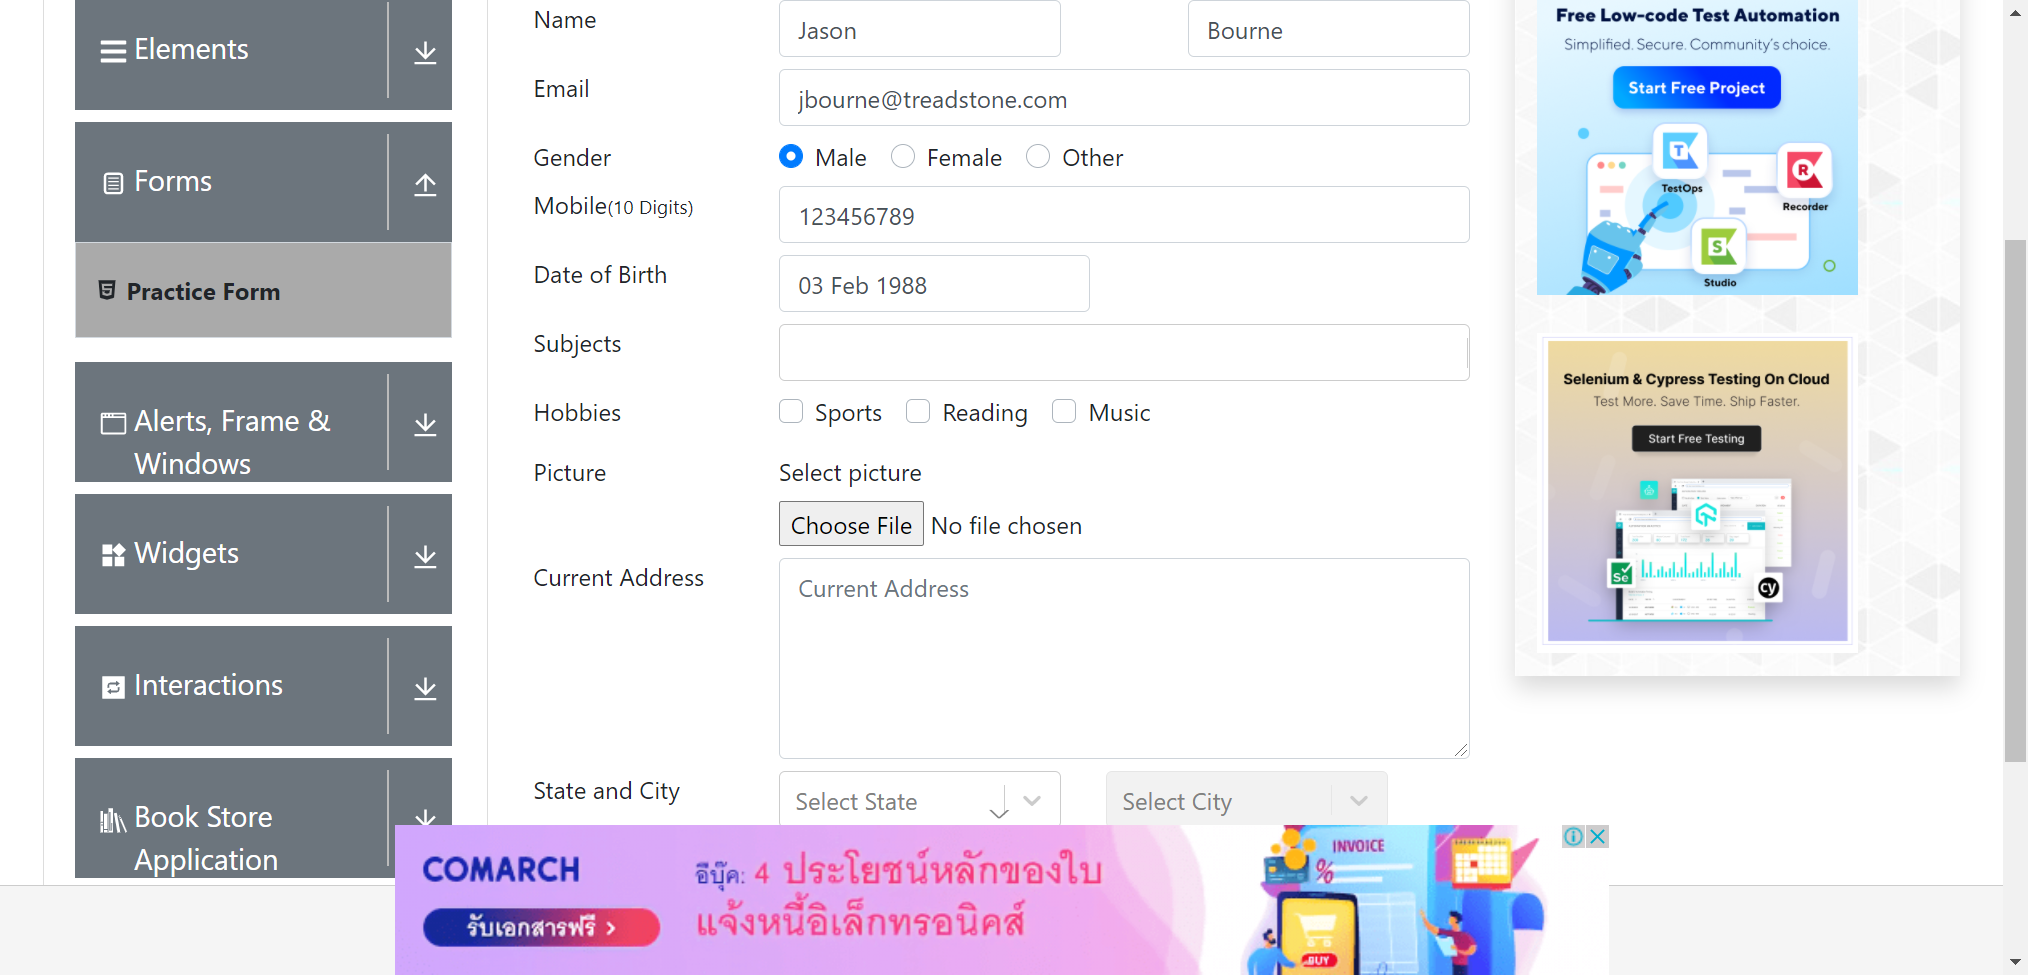 Elements
Forms
Practice Form
Alerts, Frame &
Windows
Widgets
Interactions
Book Store
Application
Name
Jason
Bourne
Email
jbourne@treadstone.com
Gender
Male
Female
Other
Mobile(10 Digits)
123456789
Date of Birth
03 Feb 1988
Subjects
Hobbies
Sports
Reading
Music
Picture
Select picture
Choose File
No file chosen
Current Address
Current Address
State and City
Select State
Select City
Free Low-code Test Automation
Simplified. Secure. Community's choice.
Start Free Project
T
TestOps
R
Recorder
S
Studio
Selenium & Cypress Testing On Cloud
Test More. Save Time. Ship Faster.
Start Free Testing
Se
cy
COMARCH
รับเอกสารฟรี >
อีบุ๊ค: 4 ประโยชน์หลักของใบ
แจ้งหนี้อิเล็กทรอนิคส์
INVOICE
%
BUY